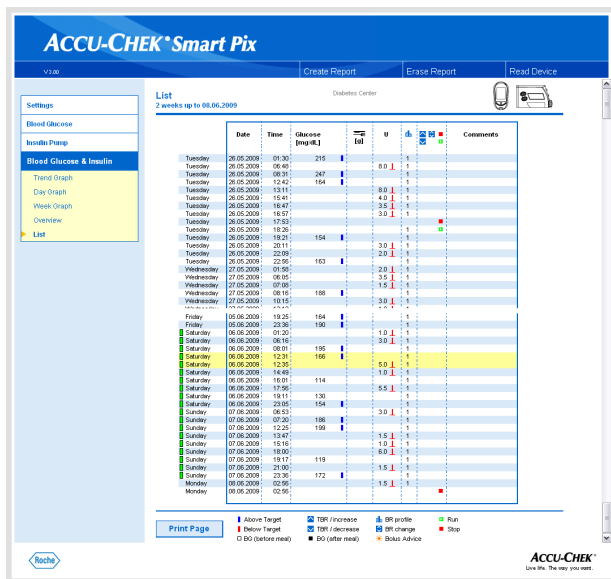 ACCU-CHEK® Smart Pix
V 3.00 Create Report Erase Report Read Device
Settings
Blood Glucose
Insulin Pump
Blood Glucose & Insulin
Trend Graph
Day Graph
Week Graph
Overview
List
List
Diabetes Center
2 weeks up to 08.06.2009
Date Time Glucose [mg/dL] [g] U Comments
Tuesday 26.05.2009 01:30 215 1
Tuesday 26.05.2009 06:48 8.0 1
Tuesday 26.05.2009 08:31 247 1
Tuesday 26.05.2009 12:42 164 1
Tuesday 26.05.2009 13:11 8.0 1
Tuesday 26.05.2009 15:41 4.0 1
Tuesday 26.05.2009 16:47 3.5 1
Tuesday 26.05.2009 16:57 3.0 1
Tuesday 26.05.2009 17:53
Tuesday 26.05.2009 18:26 1
Tuesday 26.05.2009 19:21 154 1
Tuesday 26.05.2009 20:11 3.0 1
Tuesday 26.05.2009 22:09 2.0 1
Tuesday 26.05.2009 22:56 163 1
Wednesday 27.05.2009 01:58 2.0 1
Wednesday 27.05.2009 06:05 3.5 1
Wednesday 27.05.2009 07:08 1.5 1
Wednesday 27.05.2009 08:16 188 1
Wednesday 27.05.2009 10:15 3.0 1
Friday 05.06.2009 19:25 164 1
Friday 05.06.2009 23:36 190 1
Saturday 06.06.2009 01:20 1.0 1
Saturday 06.06.2009 06:16 3.0 1
Saturday 06.06.2009 08:01 195 1
Saturday 06.06.2009 12:31 166 1
Saturday 06.06.2009 12:35 5.0 1
Saturday 06.06.2009 14:49 1.0 1
Saturday 06.06.2009 16:01 114 1
Saturday 06.06.2009 17:56 5.5 1
Saturday 06.06.2009 19:11 130 1
Saturday 06.06.2009 23:05 154 1
Sunday 07.06.2009 06:53 3.0 1
Sunday 07.06.2009 07:20 186 1
Sunday 07.06.2009 12:25 199 1
Sunday 07.06.2009 13:47 1.5 1
Sunday 07.06.2009 15:16 1.0 1
Sunday 07.06.2009 18:00 6.0 1
Sunday 07.06.2009 19:17 119 1
Sunday 07.06.2009 21:00 1.5 1
Sunday 07.06.2009 23:36 172 1
Monday 08.06.2009 02:56 1.5 1
Monday 08.06.2009 02:56
Print Page
Above Target TBR / increase BR profile Run
Below Target TBR / decrease BR change Stop
BG (before meal) BG (after meal) Bolus Advice
Roche
ACCU-CHEK®
Live life. The way you want.